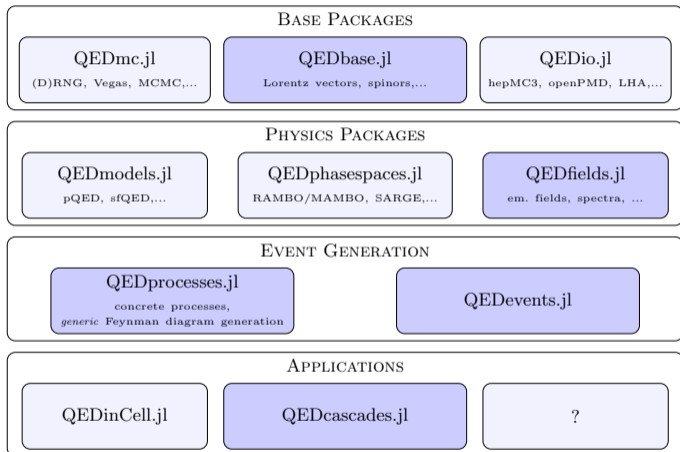 BASE PACKAGES
QEDmc.jl
(D)RNG, Vegas, MCMC,...
QEDbase.jl
Lorentz vectors, spinors,...
QEDio.jl
hepMC3, openPMD, LHA,...
PHYSICS PACKAGES
QEDmodels.jl
pQED, sfQED,...
QEDphasespaces.jl
RAMBO/MAMBO, SARGE,...
QEDfields.jl
em. fields, spectra, ...
EVENT GENERATION
QEDprocesses.jl
concrete processes,
generic Feynman diagram generation
QEDevents.jl
APPLICATIONS
QEDinCell.jl
QEDcascades.jl
?